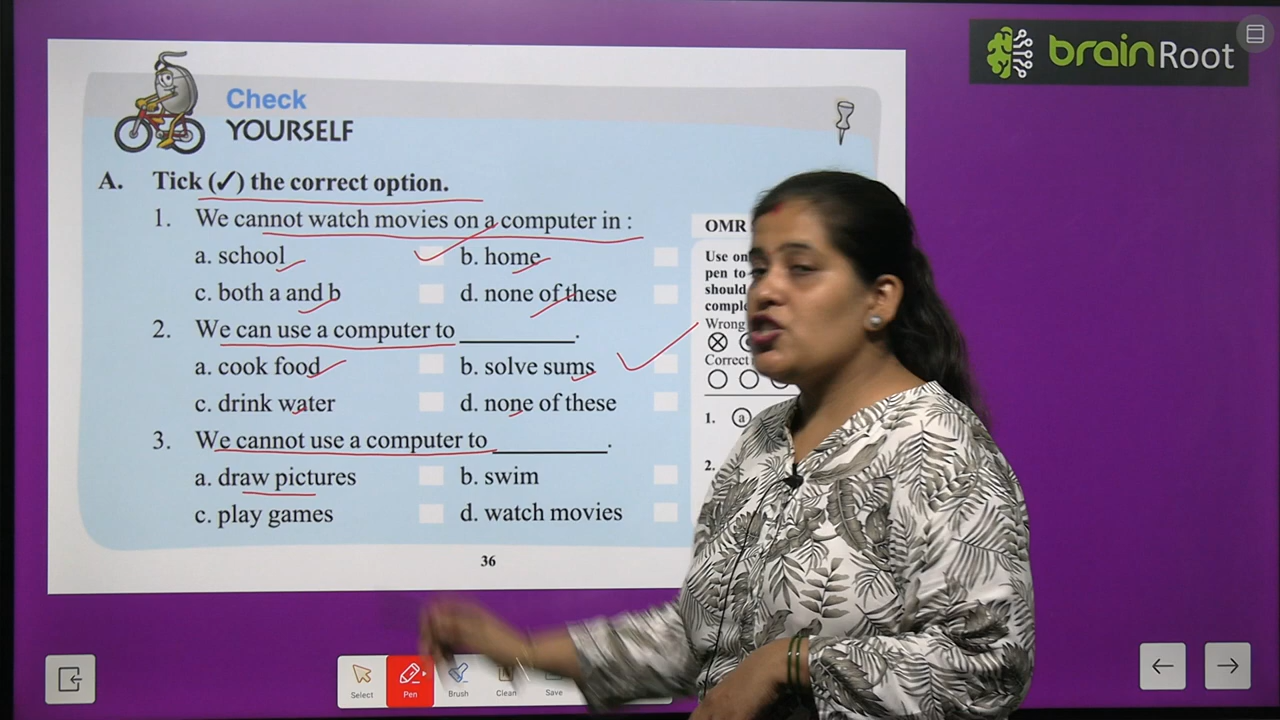 brainRoot
Check
YOURSELF
A. Tick (✓) the correct option.
1. We cannot watch movies on a computer in :
a. school b. home
c. both a and b d. none of these
2. We can use a computer to __________.
a. cook food b. solve sums
c. drink water d. none of these
3. We cannot use a computer to __________.
a. draw pictures b. swim
c. play games d. watch movies
36
OMR
Use on
pen to
should
comple
Wrong
Correct
1. a
2.
Select Pen Brush Clean Save